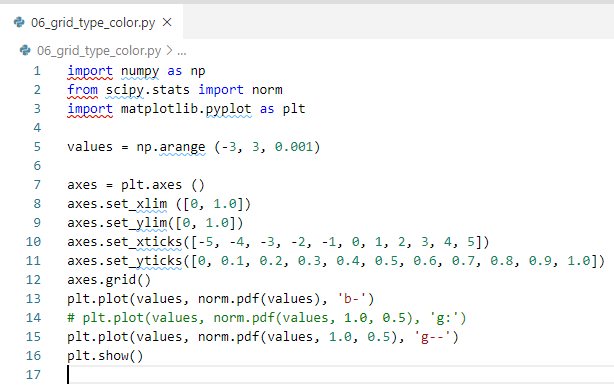 06_grid_type_color.py ×
06_grid_type_color.py > ...
1 import numpy as np
2 from scipy.stats import norm
3 import matplotlib.pyplot as plt
4
5 values = np.arange (-3, 3, 0.001)
6
7 axes = plt.axes ()
8 axes.set_xlim ([0, 1.0])
9 axes.set_ylim([0, 1.0])
10 axes.set_xticks([-5, -4, -3, -2, -1, 0, 1, 2, 3, 4, 5])
11 axes.set_yticks([0, 0.1, 0.2, 0.3, 0.4, 0.5, 0.6, 0.7, 0.8, 0.9, 1.0])
12 axes.grid()
13 plt.plot(values, norm.pdf(values), 'b-')
14 # plt.plot(values, norm.pdf(values, 1.0, 0.5), 'g:')
15 plt.plot(values, norm.pdf(values, 1.0, 0.5), 'g--')
16 plt.show()
17